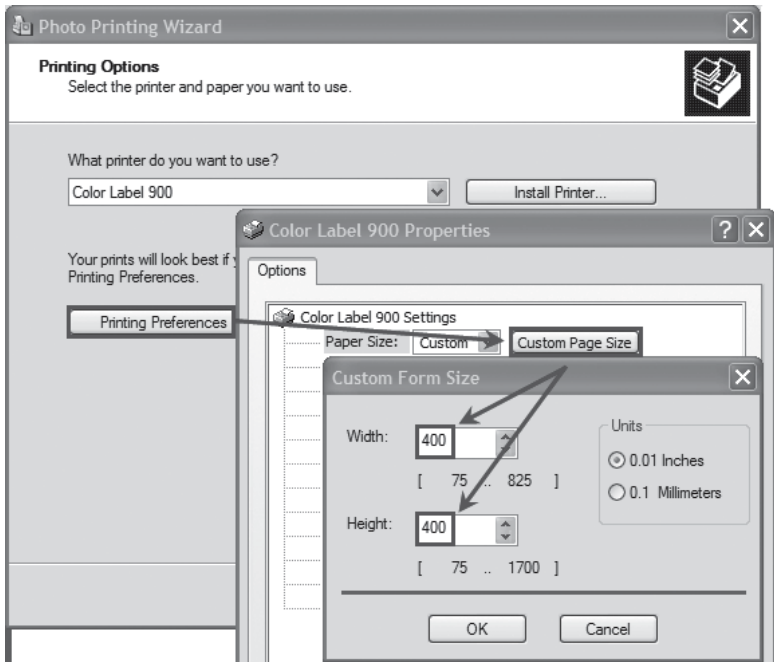 Photo Printing Wizard
Printing Options
Select the printer and paper you want to use.
What printer do you want to use?
Color Label 900
Install Printer...
Your prints will look best if
Printing Preferences.
Printing Preferences
Color Label 900 Properties
Options
Color Label 900 Settings
Paper Size: Custom Custom Page Size
Custom Form Size
Width: 400
[ 75 .. 825 ]
Height: 400
[ 75 .. 1700 ]
Units
0.01 Inches
0.1 Millimeters
OK Cancel